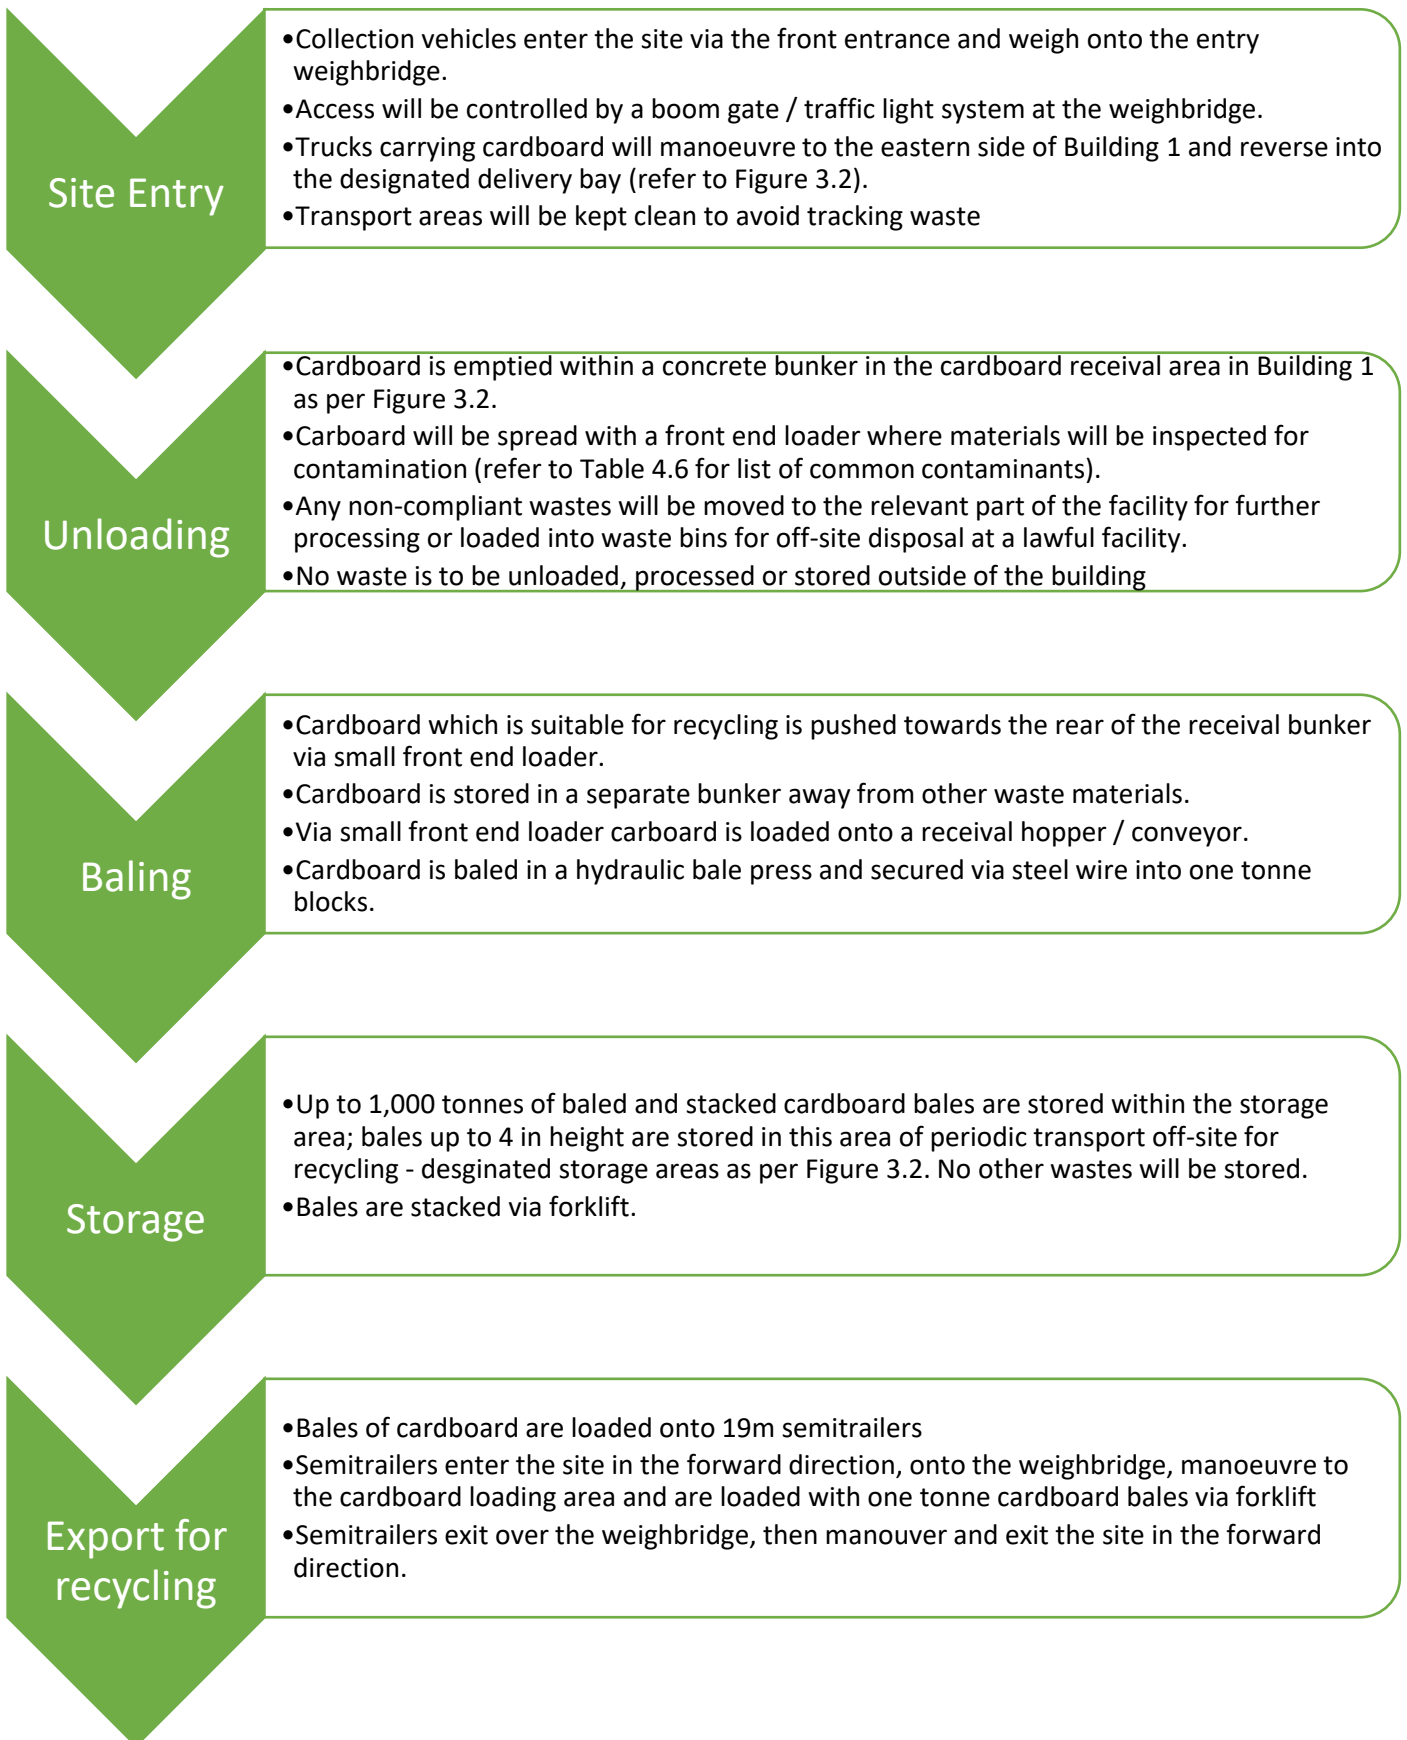 Site Entry
•Collection vehicles enter the site via the front entrance and weigh onto the entry
weighbridge.
•Access will be controlled by a boom gate / traffic light system at the weighbridge.
•Trucks carrying cardboard will manoeuvre to the eastern side of Building 1 and reverse into
the designated delivery bay (refer to Figure 3.2).
•Transport areas will be kept clean to avoid tracking waste
Unloading
•Cardboard is emptied within a concrete bunker in the cardboard receival area in Building 1
as per Figure 3.2.
•Carboard will be spread with a front end loader where materials will be inspected for
contamination (refer to Table 4.6 for list of common contaminants).
•Any non-compliant wastes will be moved to the relevant part of the facility for further
processing or loaded into waste bins for off-site disposal at a lawful facility.
•No waste is to be unloaded, processed or stored outside of the building
Baling
•Cardboard which is suitable for recycling is pushed towards the rear of the receival bunker
via small front end loader.
•Cardboard is stored in a separate bunker away from other waste materials.
•Via small front end loader carboard is loaded onto a receival hopper / conveyor.
•Cardboard is baled in a hydraulic bale press and secured via steel wire into one tonne
blocks.
Storage
•Up to 1,000 tonnes of baled and stacked cardboard bales are stored within the storage
area; bales up to 4 in height are stored in this area of periodic transport off-site for
recycling - desginated storage areas as per Figure 3.2. No other wastes will be stored.
•Bales are stacked via forklift.
Export for
recycling
•Bales of cardboard are loaded onto 19m semitrailers
•Semitrailers enter the site in the forward direction, onto the weighbridge, manoeuvre to
the cardboard loading area and are loaded with one tonne cardboard bales via forklift
•Semitrailers exit over the weighbridge, then manouver and exit the site in the forward
direction.